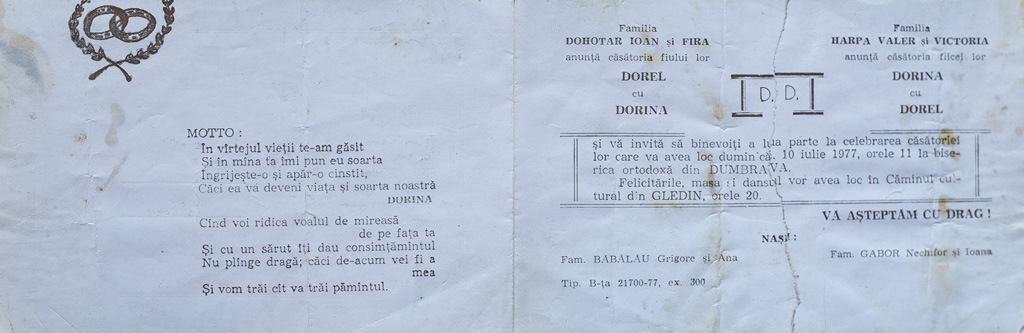 MOTTO :
În vîrtejul vieții te-am găsit
Și în mîna ta îmi pun eu soarta
Îngrijește-o și apăr-o cinstit,
Căci ea va deveni viața și soarta noastră
DORINA
Cînd voi ridica voalul de mireasă
de pe fața ta
Și cu un sărut îți dau consimțămîntul
Nu plînge dragă; căci de-acum vei fi a
mea
Și vom trăi cît va trăi pămîntul.
Familia
DOHOTAR IOAN și FIRA
anunță căsătoria fiului lor
DOREL
cu
DORINA
D. D.
Familia
HARPA VALER și VICTORIA
anunță căsătoria fiicei lor
DORINA
cu
DOREL
și vă invită să binevoiți a lua parte la celebrarea căsătoriei
lor care va avea loc duminică, 10 iulie 1977, orele 11 la bise-
rica ortodoxă din DUMBRAVA.
Felicitările, masa și dansul vor avea loc în Căminul cul-
tural din GLEDIN, orele 20.
VĂ AȘTEPTĂM CU DRAG !
NAȘI :
Fam. BABALĂU Grigore și Ana
Fam. GABOR Nechifor și Ioana
Tip. B-ța 21700-77, ex. 300